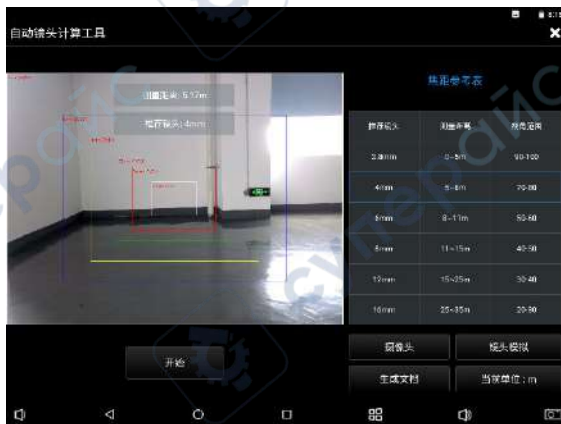 8:15
自动镜头计算工具
测量距离: 5.37m
推荐镜头: 4mm
焦距参考表
推荐镜头 测量距离 视角范围
2.8mm 0~5m 90-100
4mm 5~8m 70-80
6mm 8~11m 50-60
8mm 11~15m 40-50
12mm 15~25m 30-40
16mm 25~35m 20-30
开始
摄像头 镜头模拟
生成文档 当前单位 : m
суперайс